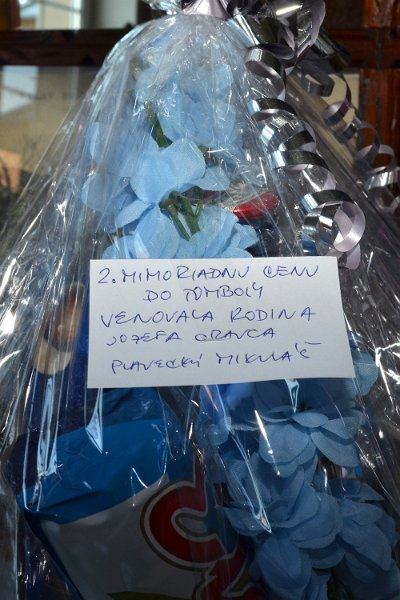 2. MIMORIADNU CENU
DO TOMBOLY
VENOVALA RODINA
JOZEFA ORAVCA
PLAVECKÝ MIKULÁŠ